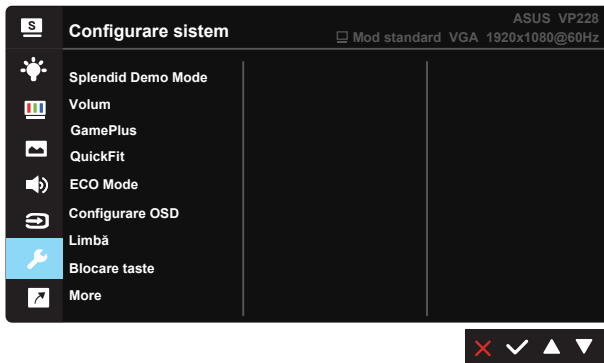 S
ASUS VP228
Configurare sistem
Mod standard VGA 1920x1080@60Hz
Splendid Demo Mode
Volum
GamePlus
QuickFit
ECO Mode
Configurare OSD
Limbă
Blocare taste
More